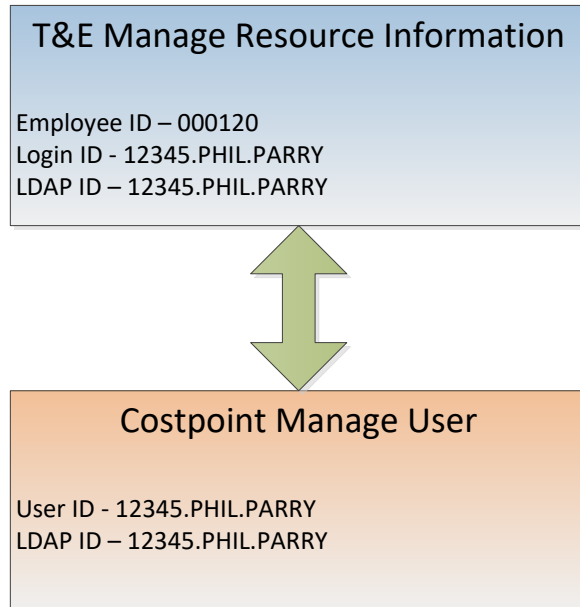 T&E Manage Resource Information
Employee ID – 000120
Login ID - 12345.PHIL.PARRY
LDAP ID – 12345.PHIL.PARRY
Costpoint Manage User
User ID - 12345.PHIL.PARRY
LDAP ID – 12345.PHIL.PARRY